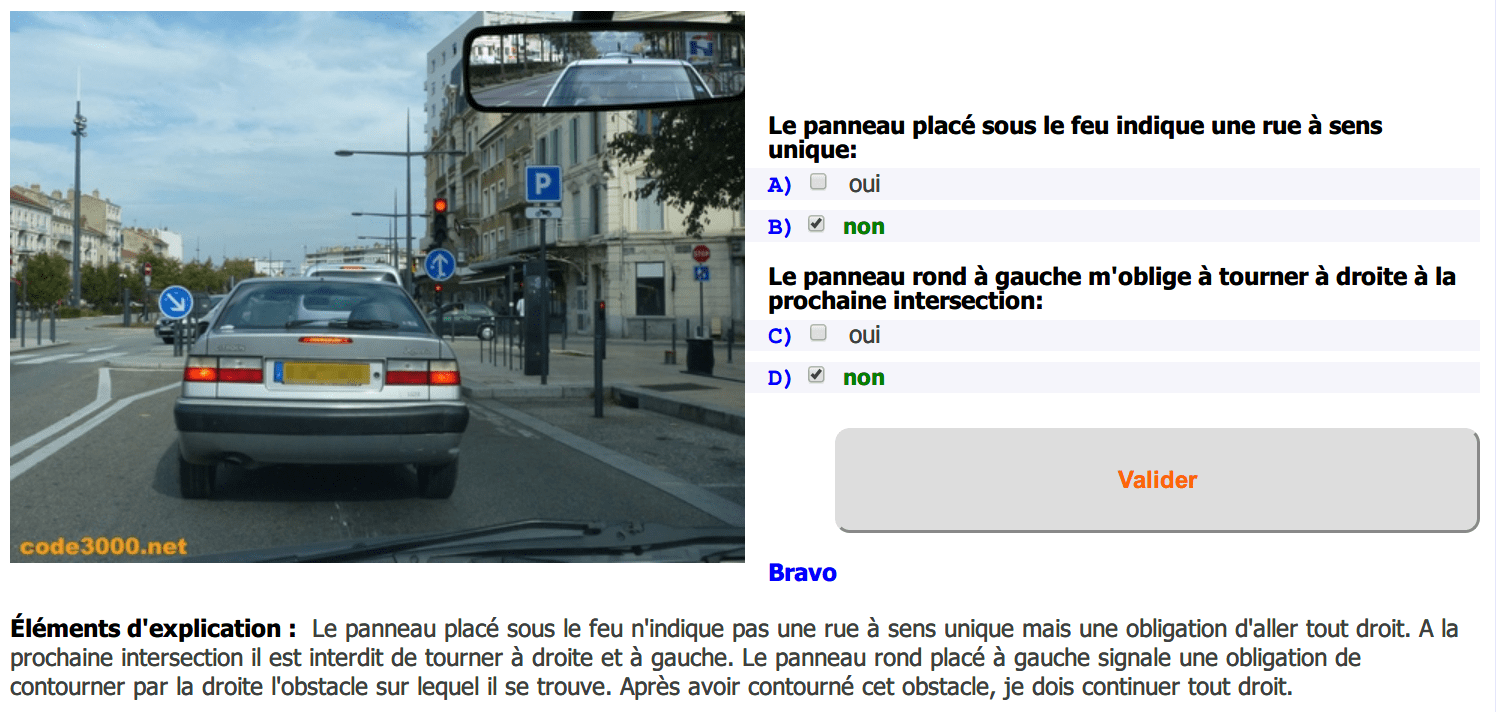 P
STOP
code3000.net
Le panneau placé sous le feu indique une rue à sens
unique:
A) oui
B) non
Le panneau rond à gauche m'oblige à tourner à droite à la
prochaine intersection:
C) oui
D) non
Valider
Bravo
Éléments d'explication : Le panneau placé sous le feu n'indique pas une rue à sens unique mais une obligation d'aller tout droit. A la
prochaine intersection il est interdit de tourner à droite et à gauche. Le panneau rond placé à gauche signale une obligation de
contourner par la droite l'obstacle sur lequel il se trouve. Après avoir contourné cet obstacle, je dois continuer tout droit.